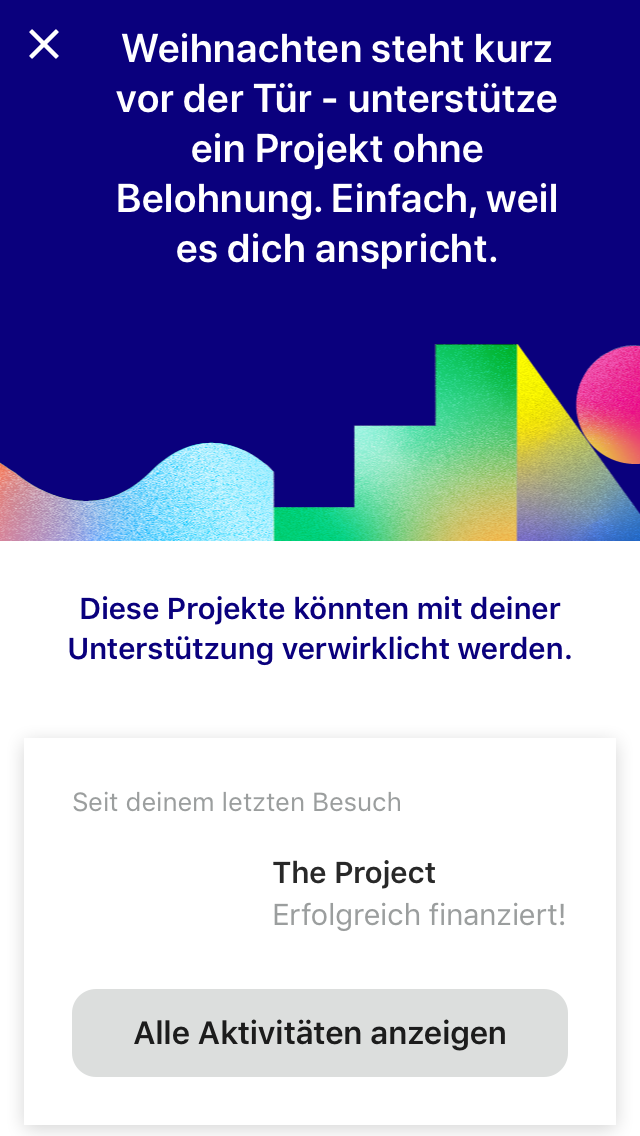 Weihnachten steht kurz
vor der Tür - unterstütze
ein Projekt ohne
Belohnung. Einfach, weil
es dich anspricht.
Diese Projekte könnten mit deiner
Unterstützung verwirklicht werden.
Seit deinem letzten Besuch
The Project
Erfolgreich finanziert!
Alle Aktivitäten anzeigen